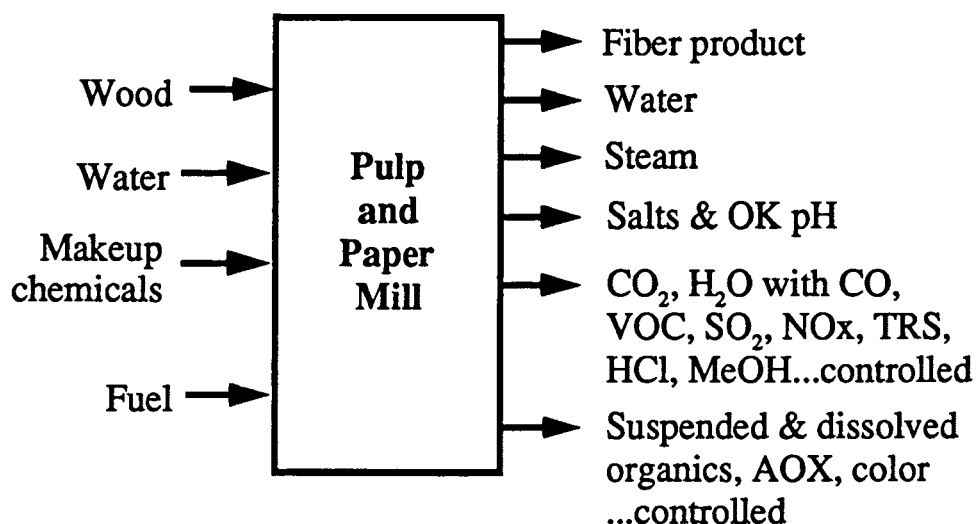 Wood
Water
Makeup
chemicals
Fuel
Pulp
and
Paper
Mill
Fiber product
Water
Steam
Salts & OK pH
CO₂, H₂O with CO,
VOC, SO₂, NOx, TRS,
HCl, MeOH...controlled
Suspended & dissolved
organics, AOX, color
...controlled